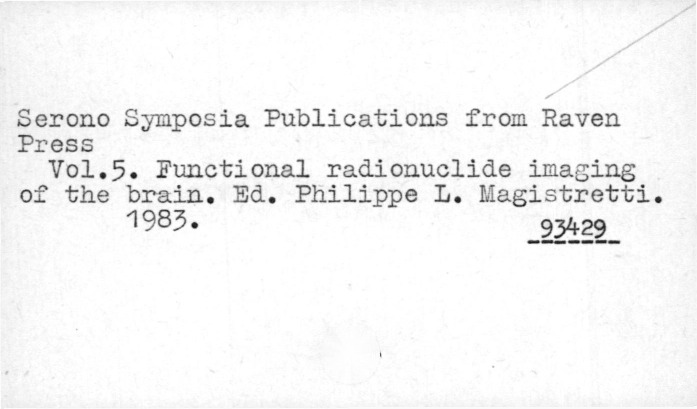 Serono Symposia Publications from Raven
Press
Vol.5. Functional radionuclide imaging
of the brain. Ed. Philippe L. Magistretti.
1983.
93429